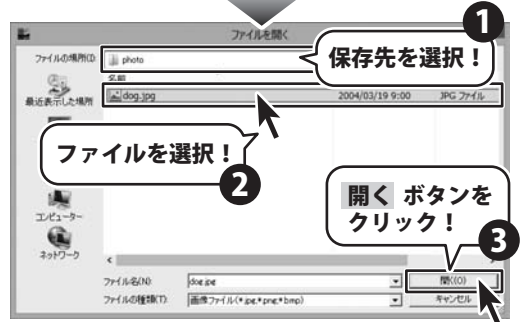 ファイルを開く
1
ファイルの場所(I):
photo
保存先を選択！
名前
dog.jpg 2004/03/19 9:00 JPG ファイル
最近表示した場所
ファイルを選択！
2
開く ボタンを
クリック！
3
コンピューター
ネットワーク
ファイル名(N):
dog.jpg
開く(O)
ファイルの種類(T):
画像ファイル(*.jpg;*.png;*.bmp)
キャンセル